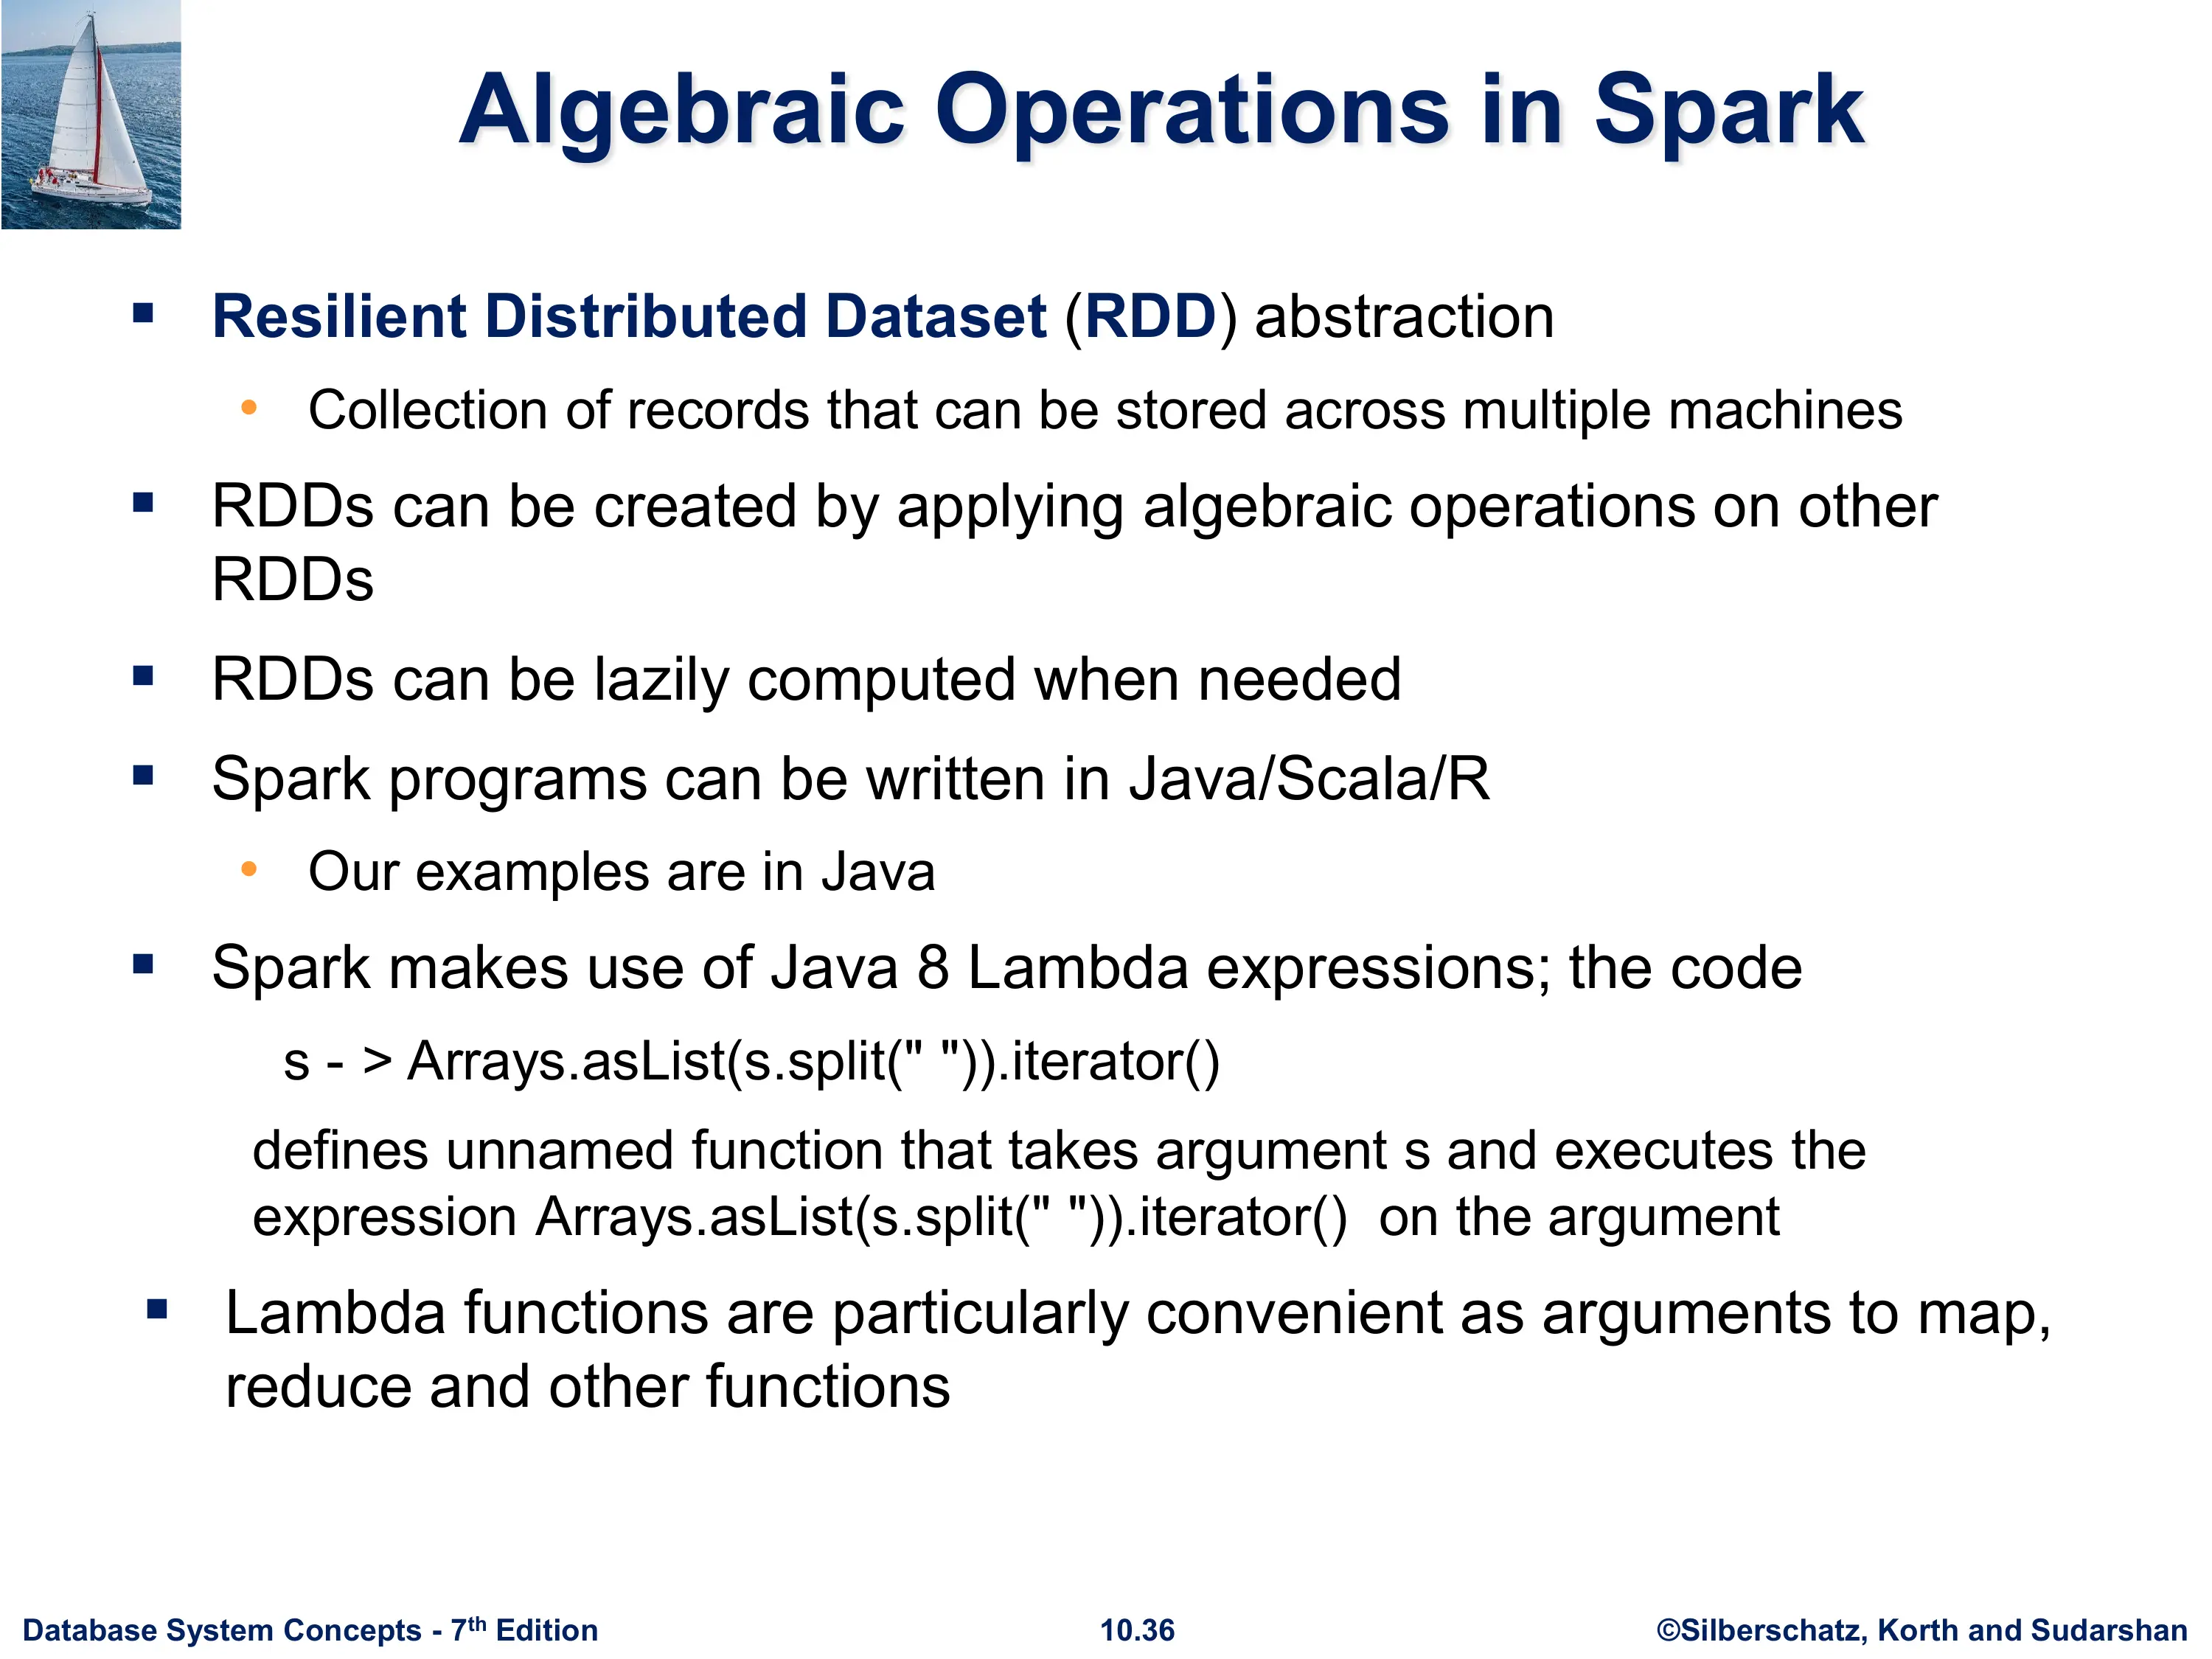 Algebraic Operations in Spark
▪ Resilient Distributed Dataset (RDD) abstraction
• Collection of records that can be stored across multiple machines
▪ RDDs can be created by applying algebraic operations on other
RDDs
▪ RDDs can be lazily computed when needed
▪ Spark programs can be written in Java/Scala/R
• Our examples are in Java
▪ Spark makes use of Java 8 Lambda expressions; the code
s - > Arrays.asList(s.split(" ")).iterator()
defines unnamed function that takes argument s and executes the
expression Arrays.asList(s.split(" ")).iterator()  on the argument
▪ Lambda functions are particularly convenient as arguments to map,
reduce and other functions
Database System Concepts - 7th Edition
10.36
©Silberschatz, Korth and Sudarshan